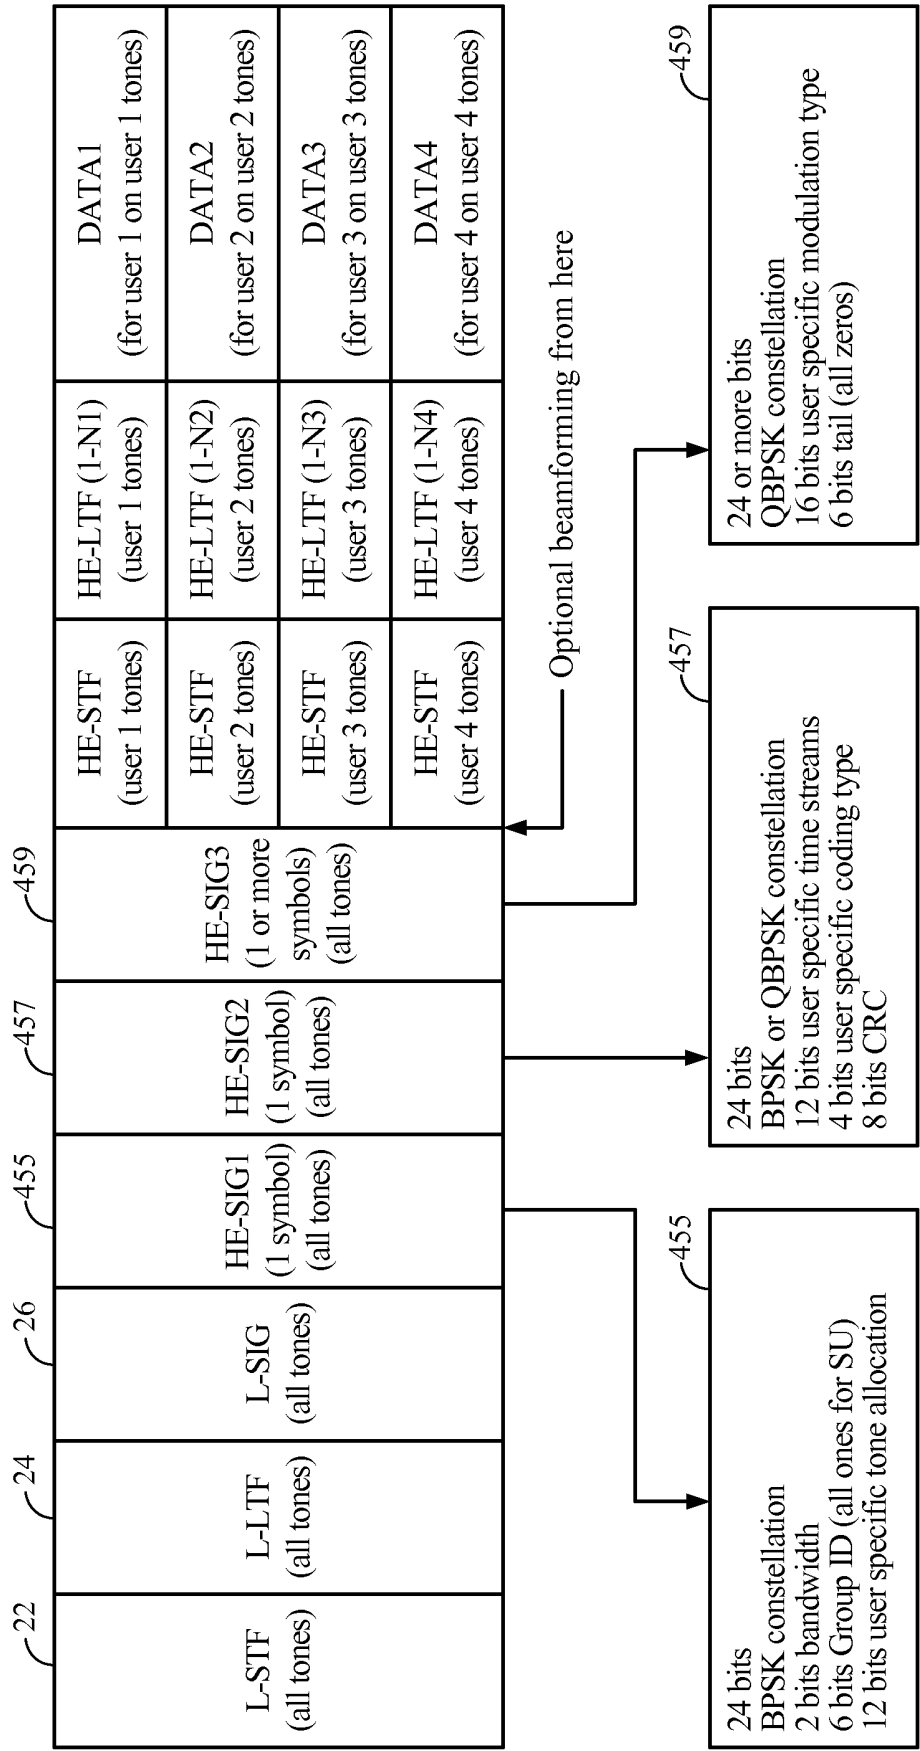 22
24
26
455
457
459
L-STF
(all tones)
L-LTF
(all tones)
L-SIG
(all tones)
HE-SIG1
(1 symbol)
(all tones)
HE-SIG2
(1 symbol)
(all tones)
HE-SIG3
(1 or more
symbols)
(all tones)
HE-STF
(user 1 tones)
HE-LTF (1-N1)
(user 1 tones)
DATA1
(for user 1 on user 1 tones)
HE-STF
(user 2 tones)
HE-LTF (1-N2)
(user 2 tones)
DATA2
(for user 2 on user 2 tones)
HE-STF
(user 3 tones)
HE-LTF (1-N3)
(user 3 tones)
DATA3
(for user 3 on user 3 tones)
HE-STF
(user 4 tones)
HE-LTF (1-N4)
(user 4 tones)
DATA4
(for user 4 on user 4 tones)
Optional beamforming from here
455
24 bits
BPSK constellation
2 bits bandwidth
6 bits Group ID (all ones for SU)
12 bits user specific tone allocation
457
24 bits
BPSK or QBPSK constellation
12 bits user specific time streams
4 bits user specific coding type
8 bits CRC
459
24 or more bits
QBPSK constellation
16 bits user specific modulation type
6 bits tail (all zeros)